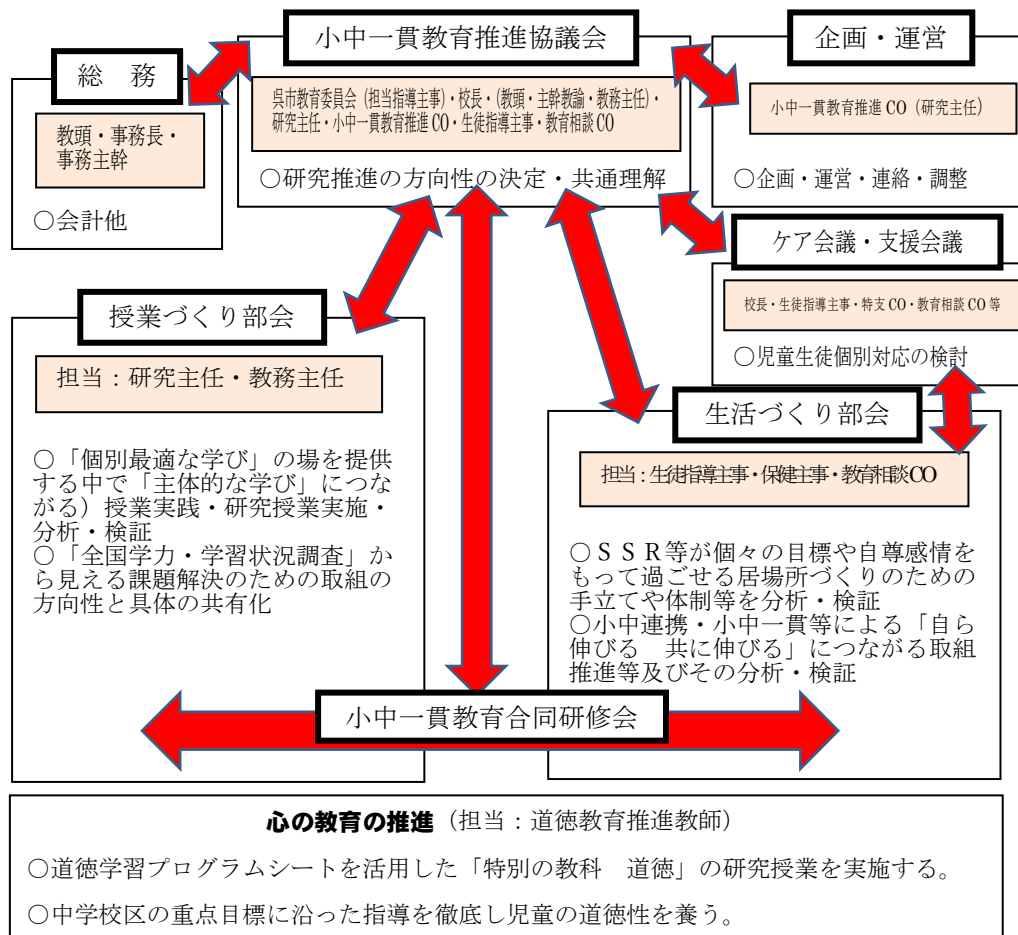 小中一貫教育推進協議会
呉市教育委員会（担当指導主事）・校長・（教頭・主幹教諭・教務主任）・
研究主任・小中一貫教育推進CO・生徒指導主事・教育相談CO
○研究推進の方向性の決定・共通理解
総　務
教頭・事務長・
事務主幹
○会計他
企画・運営
小中一貫教育推進CO（研究主任）
○企画・運営・連絡・調整
ケア会議・支援会議
校長・生徒指導主事・特支CO・教育相談CO等
○児童生徒個別対応の検討
授業づくり部会
担当：研究主任・教務主任
○「個別最適な学び」の場を提供
する中で「主体的な学び」につな
がる）授業実践・研究授業実施・
分析・検証
○「全国学力・学習状況調査」か
ら見える課題解決のための取組の
方向性と具体の共有化
生活づくり部会
担当：生徒指導主事・保健主事・教育相談CO
○ＳＳＲ等が個々の目標や自尊感情を
もって過ごせる居場所づくりのための
手立てや体制等を分析・検証
○小中連携・小中一貫等による「自ら
伸びる　共に伸びる」につながる取組
推進等及びその分析・検証
小中一貫教育合同研修会
心の教育の推進（担当：道徳教育推進教師）
○道徳学習プログラムシートを活用した「特別の教科　道徳」の研究授業を実施する。
○中学校区の重点目標に沿った指導を徹底し児童の道徳性を養う。